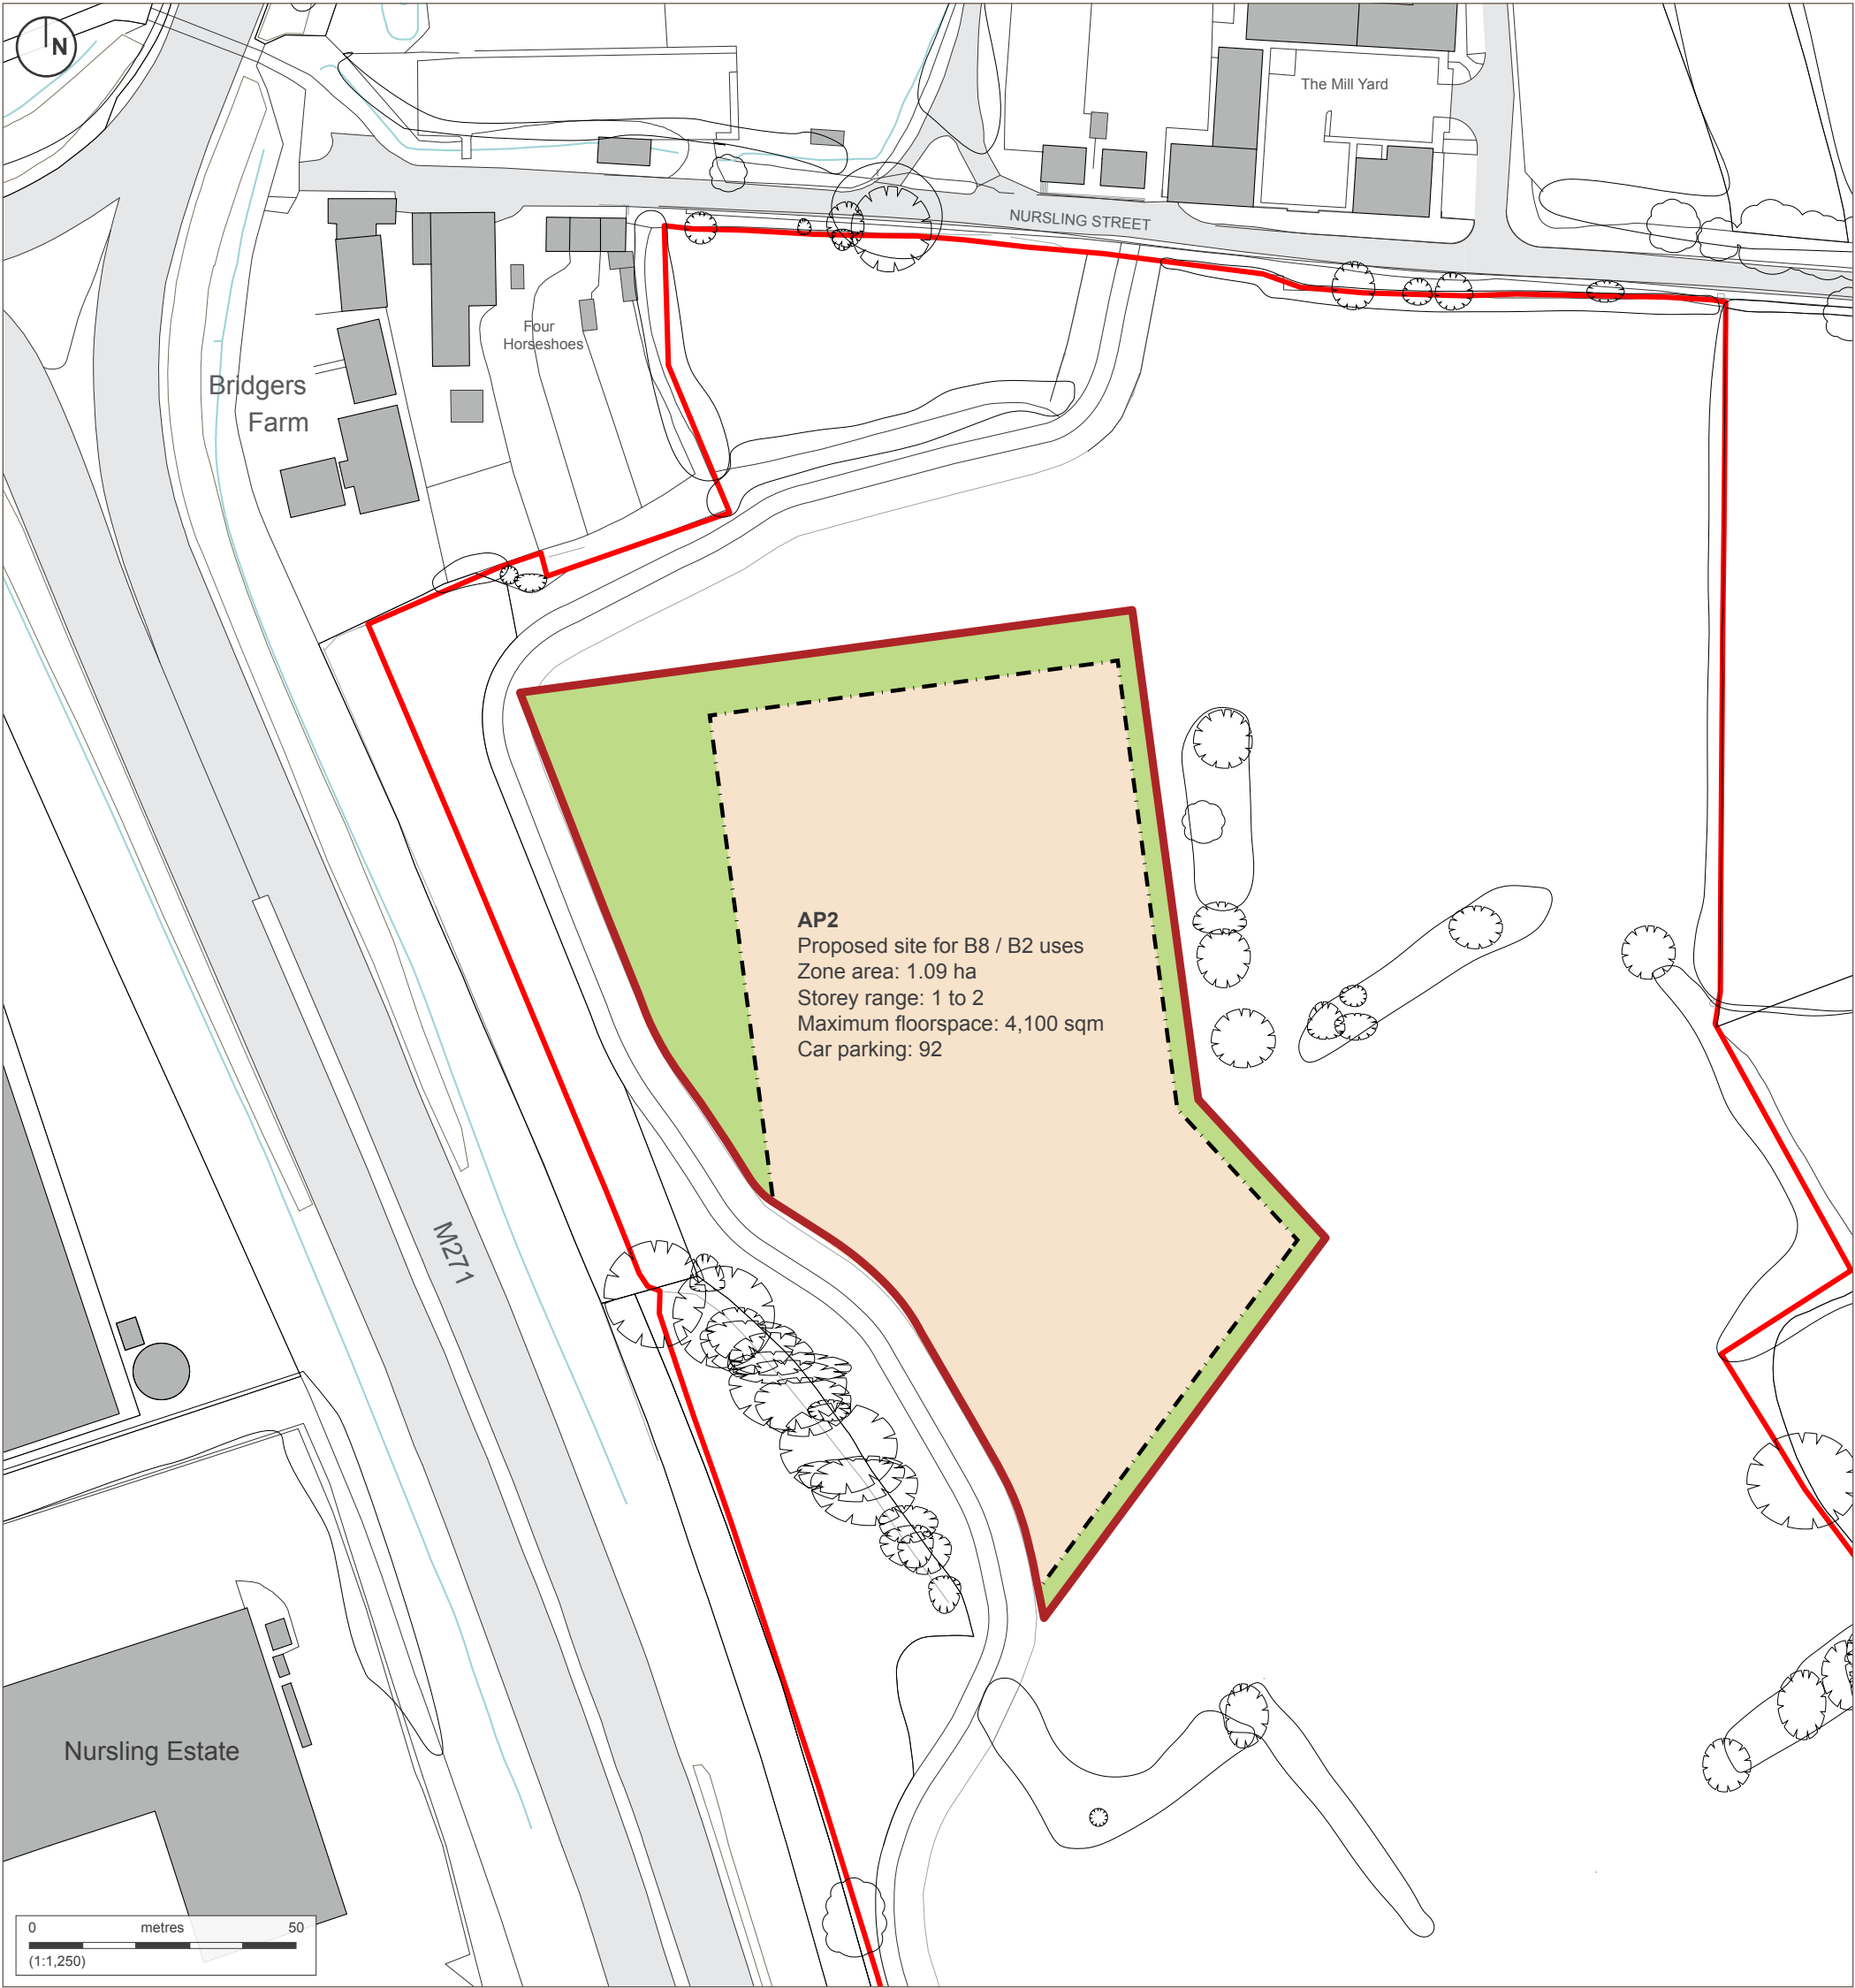 N
The Mill Yard
NURSLING STREET
Four
Horseshoes
Bridgers
Farm
AP2
Proposed site for B8 / B2 uses
Zone area: 1.09 ha
Storey range: 1 to 2
Maximum floorspace: 4,100 sqm
Car parking: 92
M271
Nursling Estate
0 metres 50
(1:1,250)